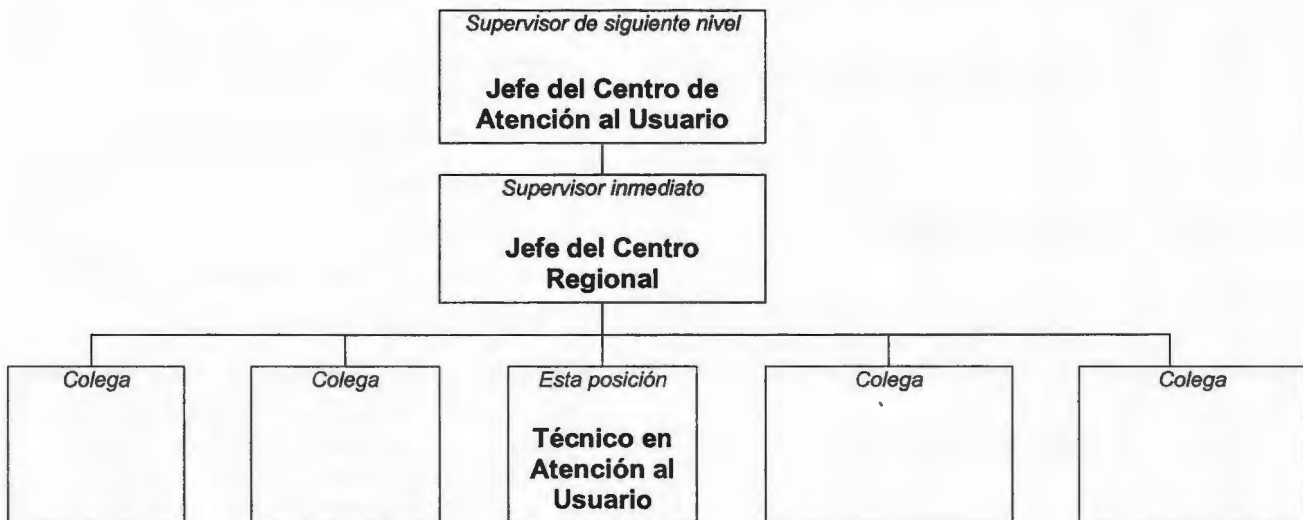 Supervisor de siguiente nivel
Jefe del Centro de
Atención al Usuario
Supervisor inmediato
Jefe del Centro
Regional
Colega
Colega
Esta posición
Técnico en
Atención al
Usuario
Colega
Colega